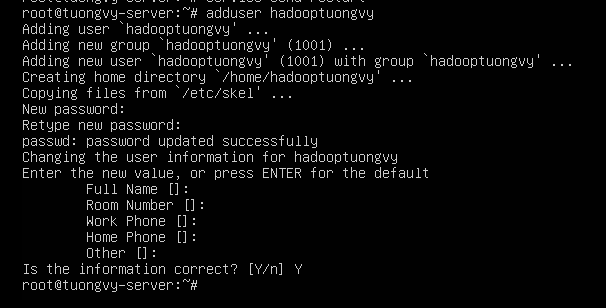 root@tuongvy-server:~# adduser hadooptuongvy
Adding user `hadooptuongvy' ...
Adding new group `hadooptuongvy' (1001) ...
Adding new user `hadooptuongvy' (1001) with group `hadooptuongvy' ...
Creating home directory `/home/hadooptuongvy' ...
Copying files from `/etc/skel' ...
New password:
Retype new password:
passwd: password updated successfully
Changing the user information for hadooptuongvy
Enter the new value, or press ENTER for the default
Full Name []:
Room Number []:
Work Phone []:
Home Phone []:
Other []:
Is the information correct? [Y/n] Y
root@tuongvy-server:~#